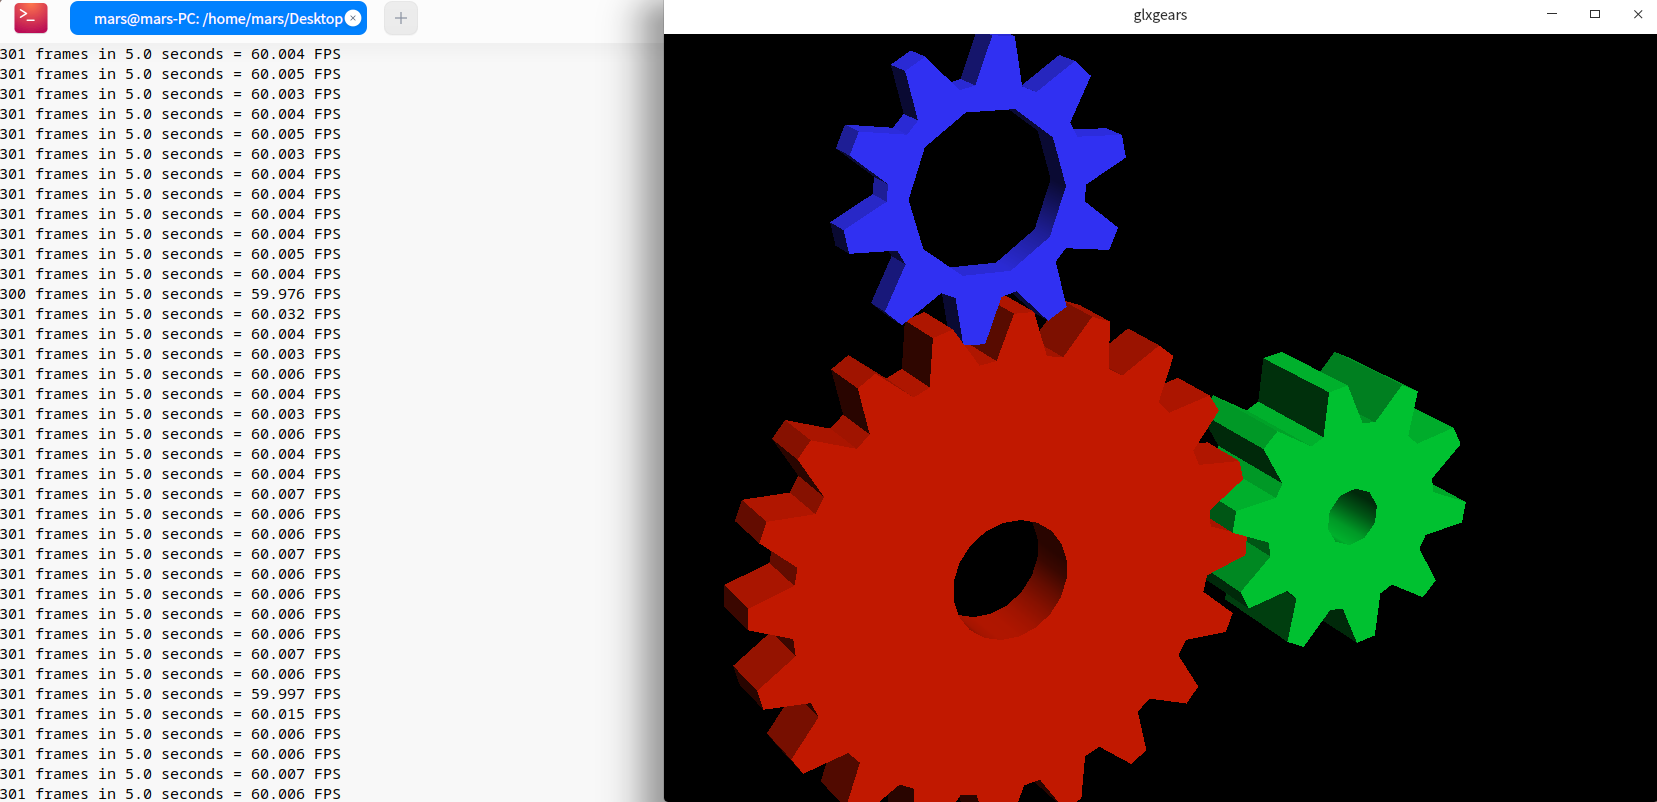 >_
mars@mars-PC: /home/mars/Desktop
glxgears
301 frames in 5.0 seconds = 60.004 FPS
301 frames in 5.0 seconds = 60.005 FPS
301 frames in 5.0 seconds = 60.003 FPS
301 frames in 5.0 seconds = 60.004 FPS
301 frames in 5.0 seconds = 60.005 FPS
301 frames in 5.0 seconds = 60.003 FPS
301 frames in 5.0 seconds = 60.004 FPS
301 frames in 5.0 seconds = 60.004 FPS
301 frames in 5.0 seconds = 60.004 FPS
301 frames in 5.0 seconds = 60.004 FPS
301 frames in 5.0 seconds = 60.005 FPS
301 frames in 5.0 seconds = 60.004 FPS
300 frames in 5.0 seconds = 59.976 FPS
301 frames in 5.0 seconds = 60.032 FPS
301 frames in 5.0 seconds = 60.004 FPS
301 frames in 5.0 seconds = 60.003 FPS
301 frames in 5.0 seconds = 60.006 FPS
301 frames in 5.0 seconds = 60.004 FPS
301 frames in 5.0 seconds = 60.003 FPS
301 frames in 5.0 seconds = 60.006 FPS
301 frames in 5.0 seconds = 60.004 FPS
301 frames in 5.0 seconds = 60.004 FPS
301 frames in 5.0 seconds = 60.007 FPS
301 frames in 5.0 seconds = 60.006 FPS
301 frames in 5.0 seconds = 60.006 FPS
301 frames in 5.0 seconds = 60.007 FPS
301 frames in 5.0 seconds = 60.006 FPS
301 frames in 5.0 seconds = 60.006 FPS
301 frames in 5.0 seconds = 60.006 FPS
301 frames in 5.0 seconds = 60.006 FPS
301 frames in 5.0 seconds = 60.007 FPS
301 frames in 5.0 seconds = 60.006 FPS
301 frames in 5.0 seconds = 59.997 FPS
301 frames in 5.0 seconds = 60.015 FPS
301 frames in 5.0 seconds = 60.006 FPS
301 frames in 5.0 seconds = 60.006 FPS
301 frames in 5.0 seconds = 60.007 FPS
301 frames in 5.0 seconds = 60.006 FPS